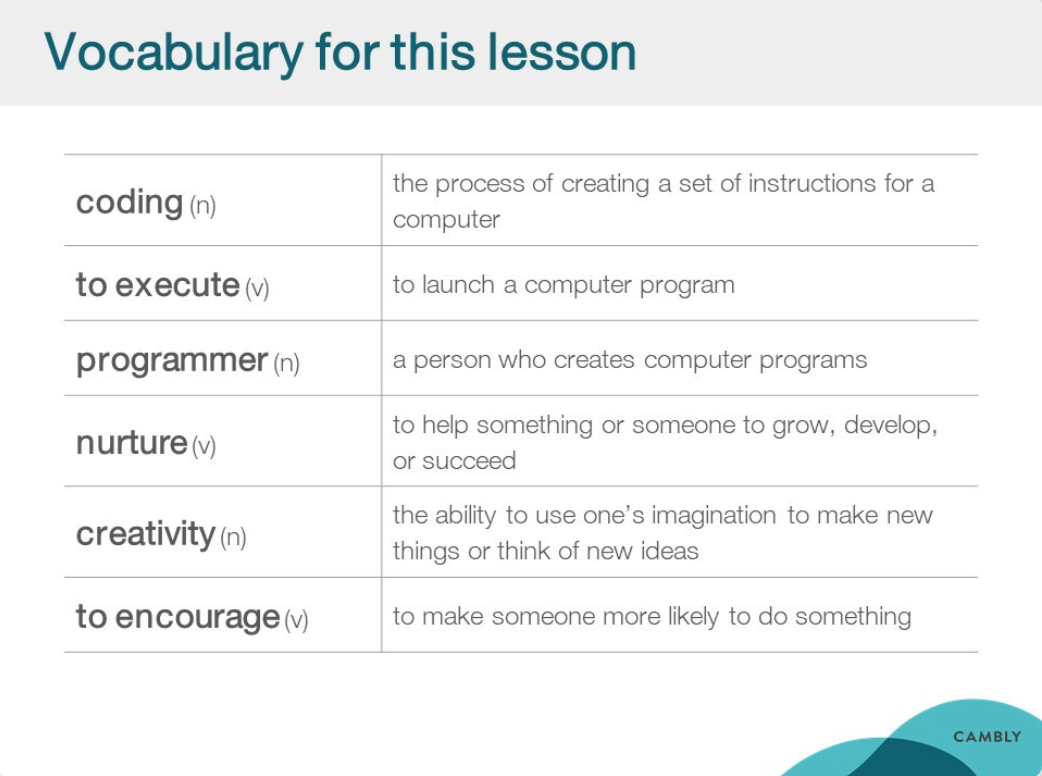 Vocabulary for this lesson
coding (n)
the process of creating a set of instructions for a
computer
to execute (v)
to launch a computer program
programmer (n)
a person who creates computer programs
nurture (v)
to help something or someone to grow, develop,
or succeed
creativity (n)
the ability to use one's imagination to make new
things or think of new ideas
to encourage (v)
to make someone more likely to do something
CAMBLY